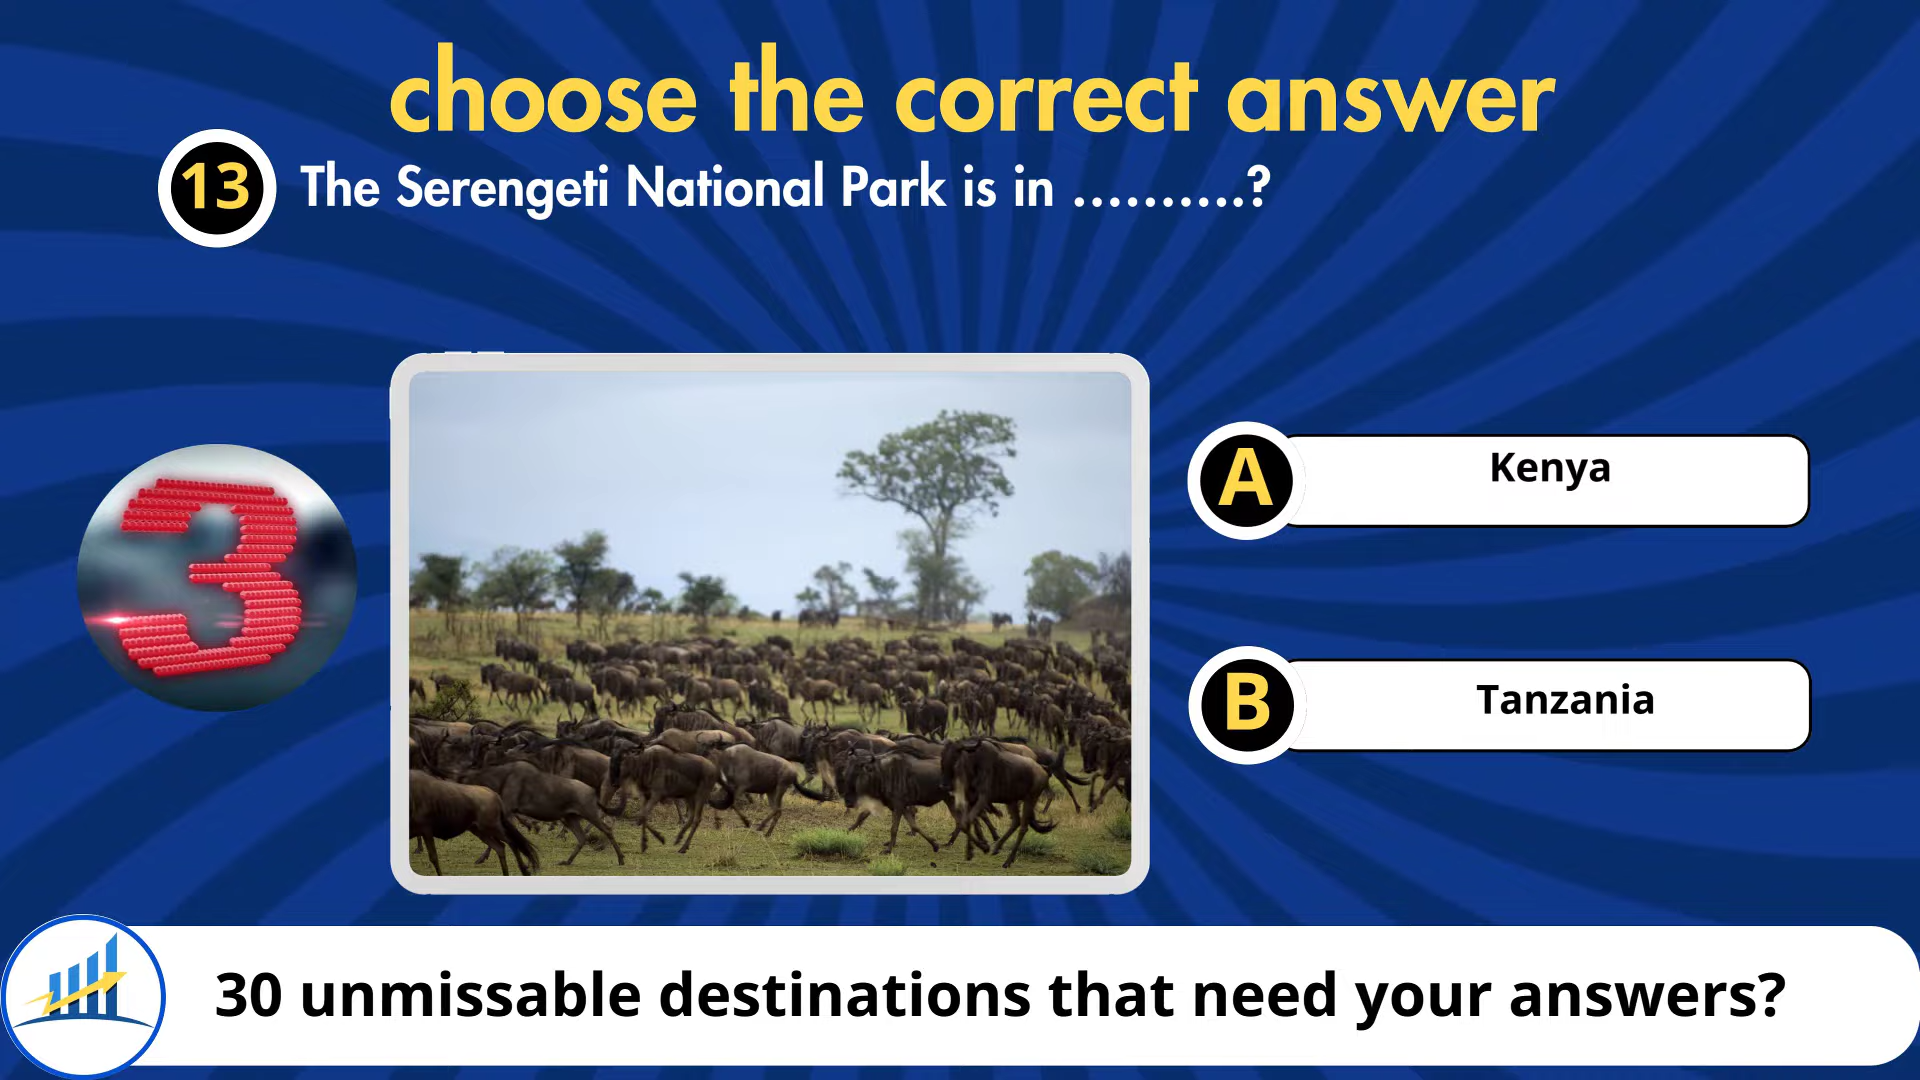 choose the correct answer
13 The Serengeti National Park is in ..........?
3
A Kenya
B Tanzania
30 unmissable destinations that need your answers?